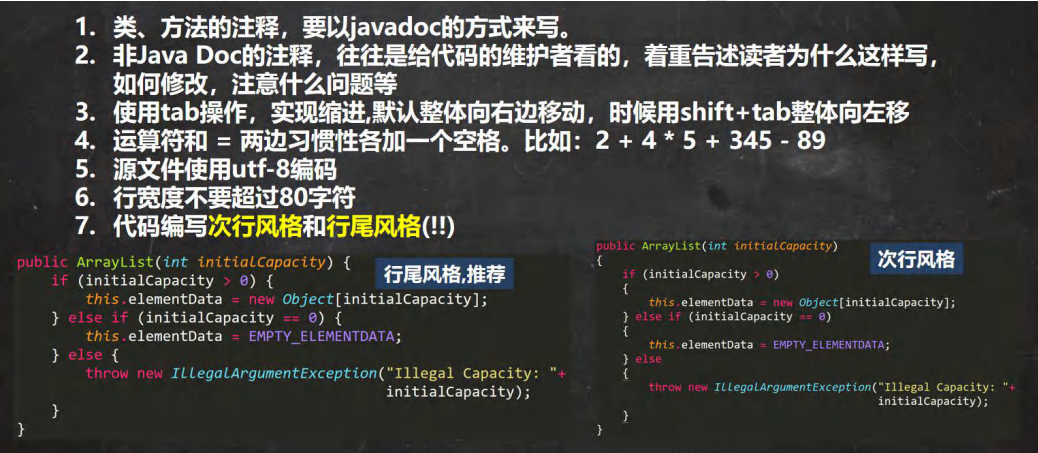 1. 类、方法的注释，要以javadoc的方式来写。
2. 非Java Doc的注释，往往是给代码的维护者看的，着重告述读者为什么这样写，
如何修改，注意什么问题等
3. 使用tab操作，实现缩进,默认整体向右边移动，时候用shift+tab整体向左移
4. 运算符和 = 两边习惯性各加一个空格。比如：2 + 4 * 5 + 345 - 89
5. 源文件使用utf-8编码
6. 行宽度不要超过80字符
7. 代码编写次行风格和行尾风格(!!)
public ArrayList(int initialCapacity) {
    if (initialCapacity > 0) {
        this.elementData = new Object[initialCapacity];
    } else if (initialCapacity == 0) {
        this.elementData = EMPTY_ELEMENTDATA;
    } else {
        throw new IllegalArgumentException("Illegal Capacity: "+
                                           initialCapacity);
    }
}
行尾风格,推荐
public ArrayList(int initialCapacity)
{
    if (initialCapacity > 0)
    {
        this.elementData = new Object[initialCapacity];
    } else if (initialCapacity == 0)
    {
        this.elementData = EMPTY_ELEMENTDATA;
    } else
    {
        throw new IllegalArgumentException("Illegal Capacity: "+
                                           initialCapacity);
    }
}
次行风格